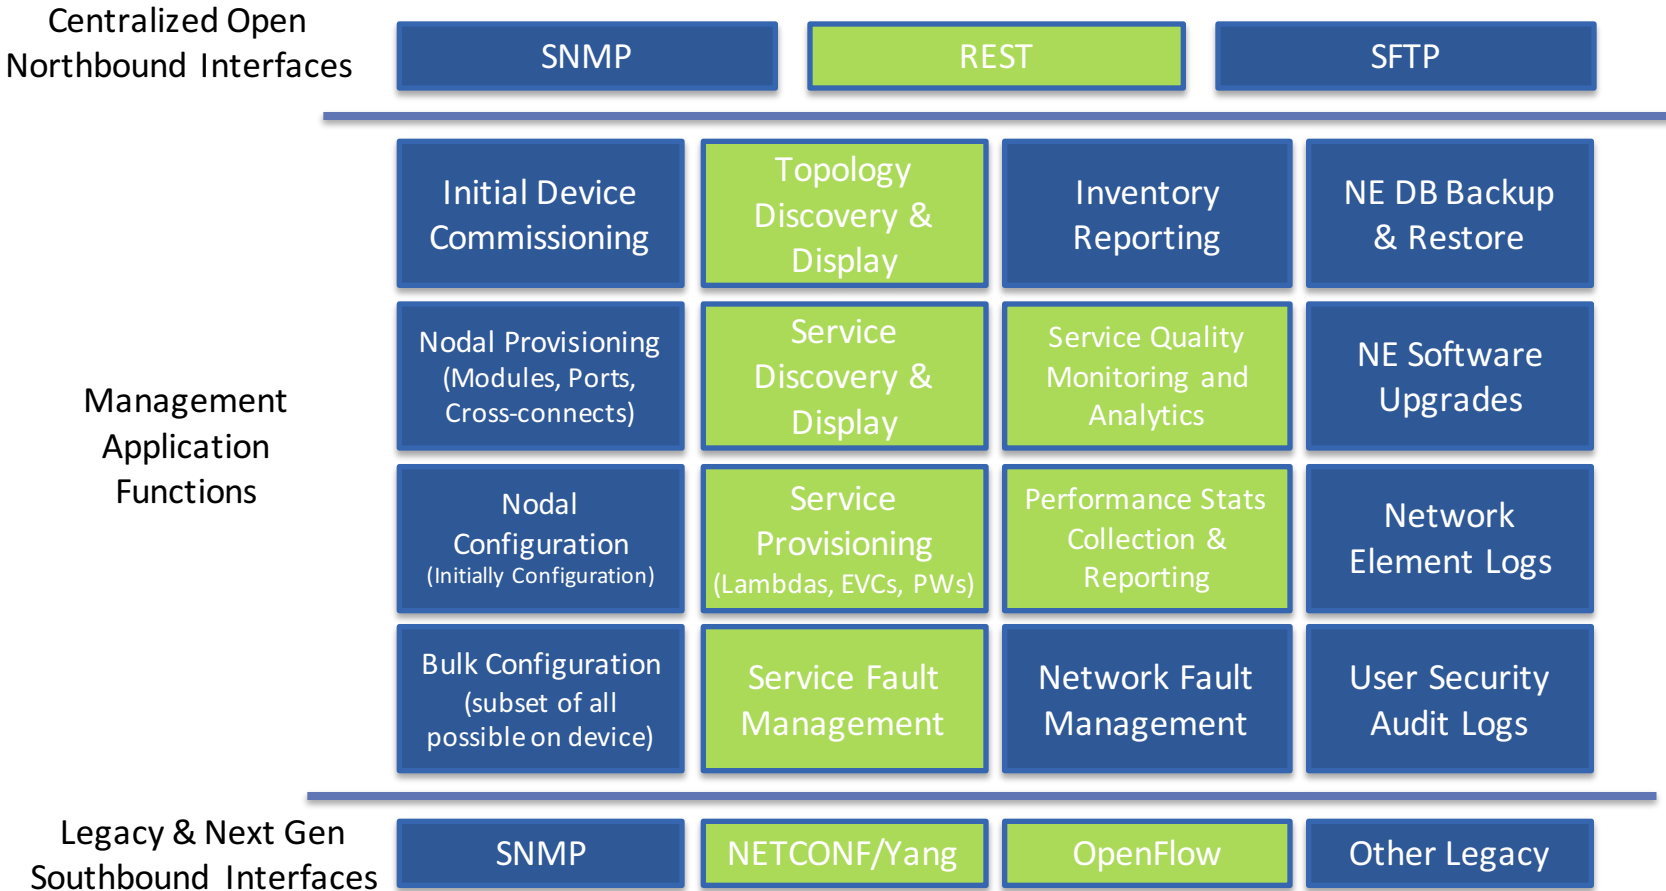 Centralized Open
Northbound Interfaces
SNMP
REST
SFTP
Management
Application
Functions
Initial Device
Commissioning
Topology
Discovery &
Display
Inventory
Reporting
NE DB Backup
& Restore
Nodal Provisioning
(Modules, Ports,
Cross-connects)
Service
Discovery &
Display
Service Quality
Monitoring and
Analytics
NE Software
Upgrades
Nodal
Configuration
(Initially Configuration)
Service
Provisioning
(Lambdas, EVCs, PWs)
Performance Stats
Collection &
Reporting
Network
Element Logs
Bulk Configuration
(subset of all
possible on device)
Service Fault
Management
Network Fault
Management
User Security
Audit Logs
Legacy & Next Gen
Southbound Interfaces
SNMP
NETCONF/Yang
OpenFlow
Other Legacy